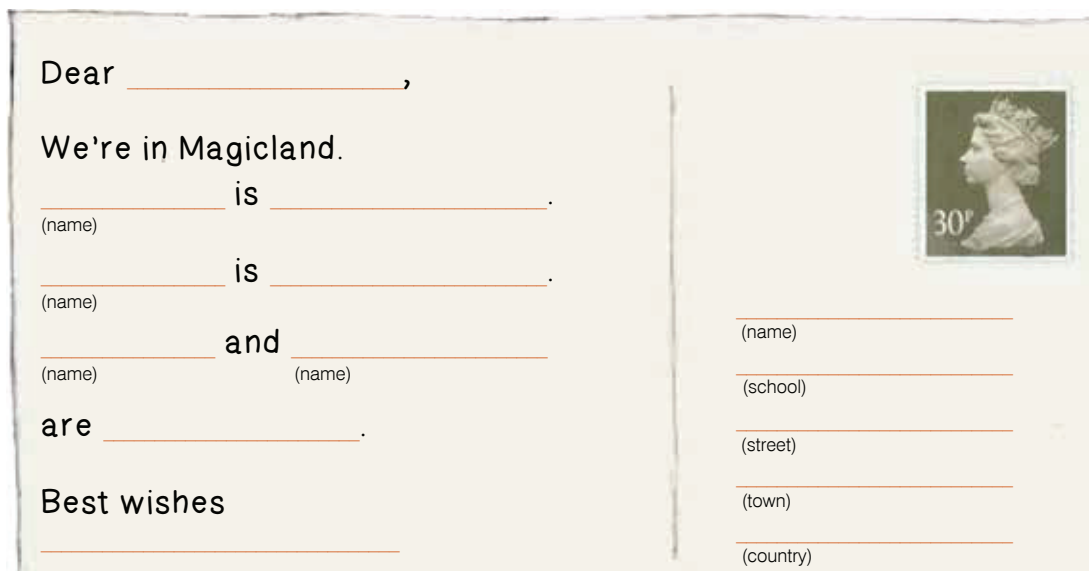 Dear ,
We're in Magicland.
is .
(name)
is .
(name)
and
(name) (name)
are .
Best wishes
30P
(name)
(school)
(street)
(town)
(country)